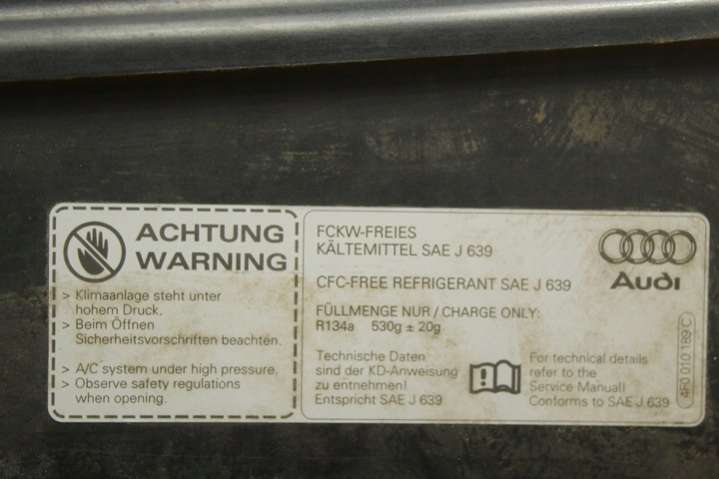 ACHTUNG
WARNING
> Klimaanlage steht unter
hohem Druck.
> Beim Öffnen
Sicherheitsvorschriften beachten.
> A/C system under high pressure.
> Observe safety regulations
when opening.
FCKW-FREIES
KÄLTEMITTEL SAE J 639
CFC-FREE REFRIGERANT SAE J 639
FÜLLMENGE NUR / CHARGE ONLY:
R134a 530g ± 20g
Technische Daten
sind der KD-Anweisung
zu entnehmen!
Entspricht SAE J 639
For technical details
refer to the
Service Manual!
Conforms to SAE J 639
Audi
4F0 010 189 C